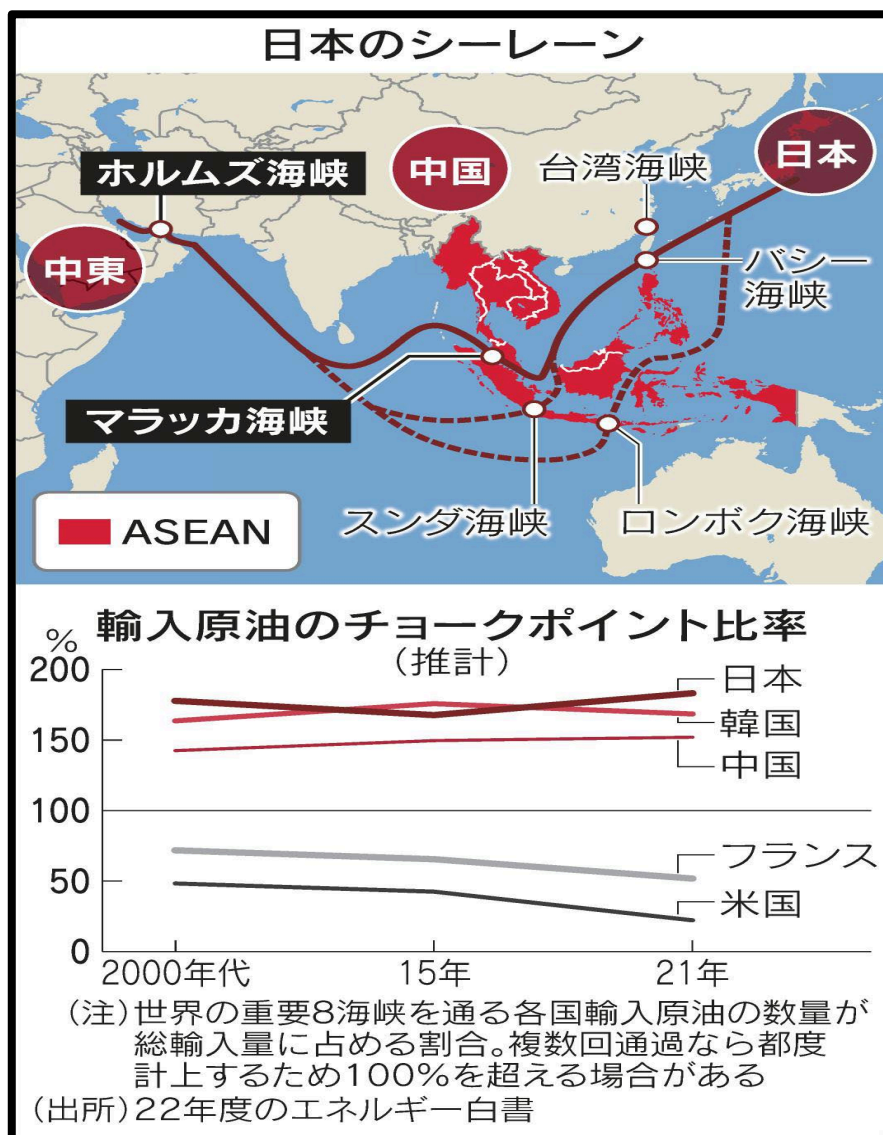 日本のシーレーン
ホルムズ海峡
中国
台湾海峡
日本
中東
バシー
海峡
マラッカ海峡
スンダ海峡
ロンボク海峡
ASEAN
輸入原油のチョークポイント比率
(推計)
%
200
150
100
50
0
日本
韓国
中国
フランス
米国
2000年代
15年
21年
(注)世界の重要8海峡を通る各国輸入原油の数量が
総輸入量に占める割合。複数回通過なら都度
計上するため100%を超える場合がある
(出所)22年度のエネルギー白書